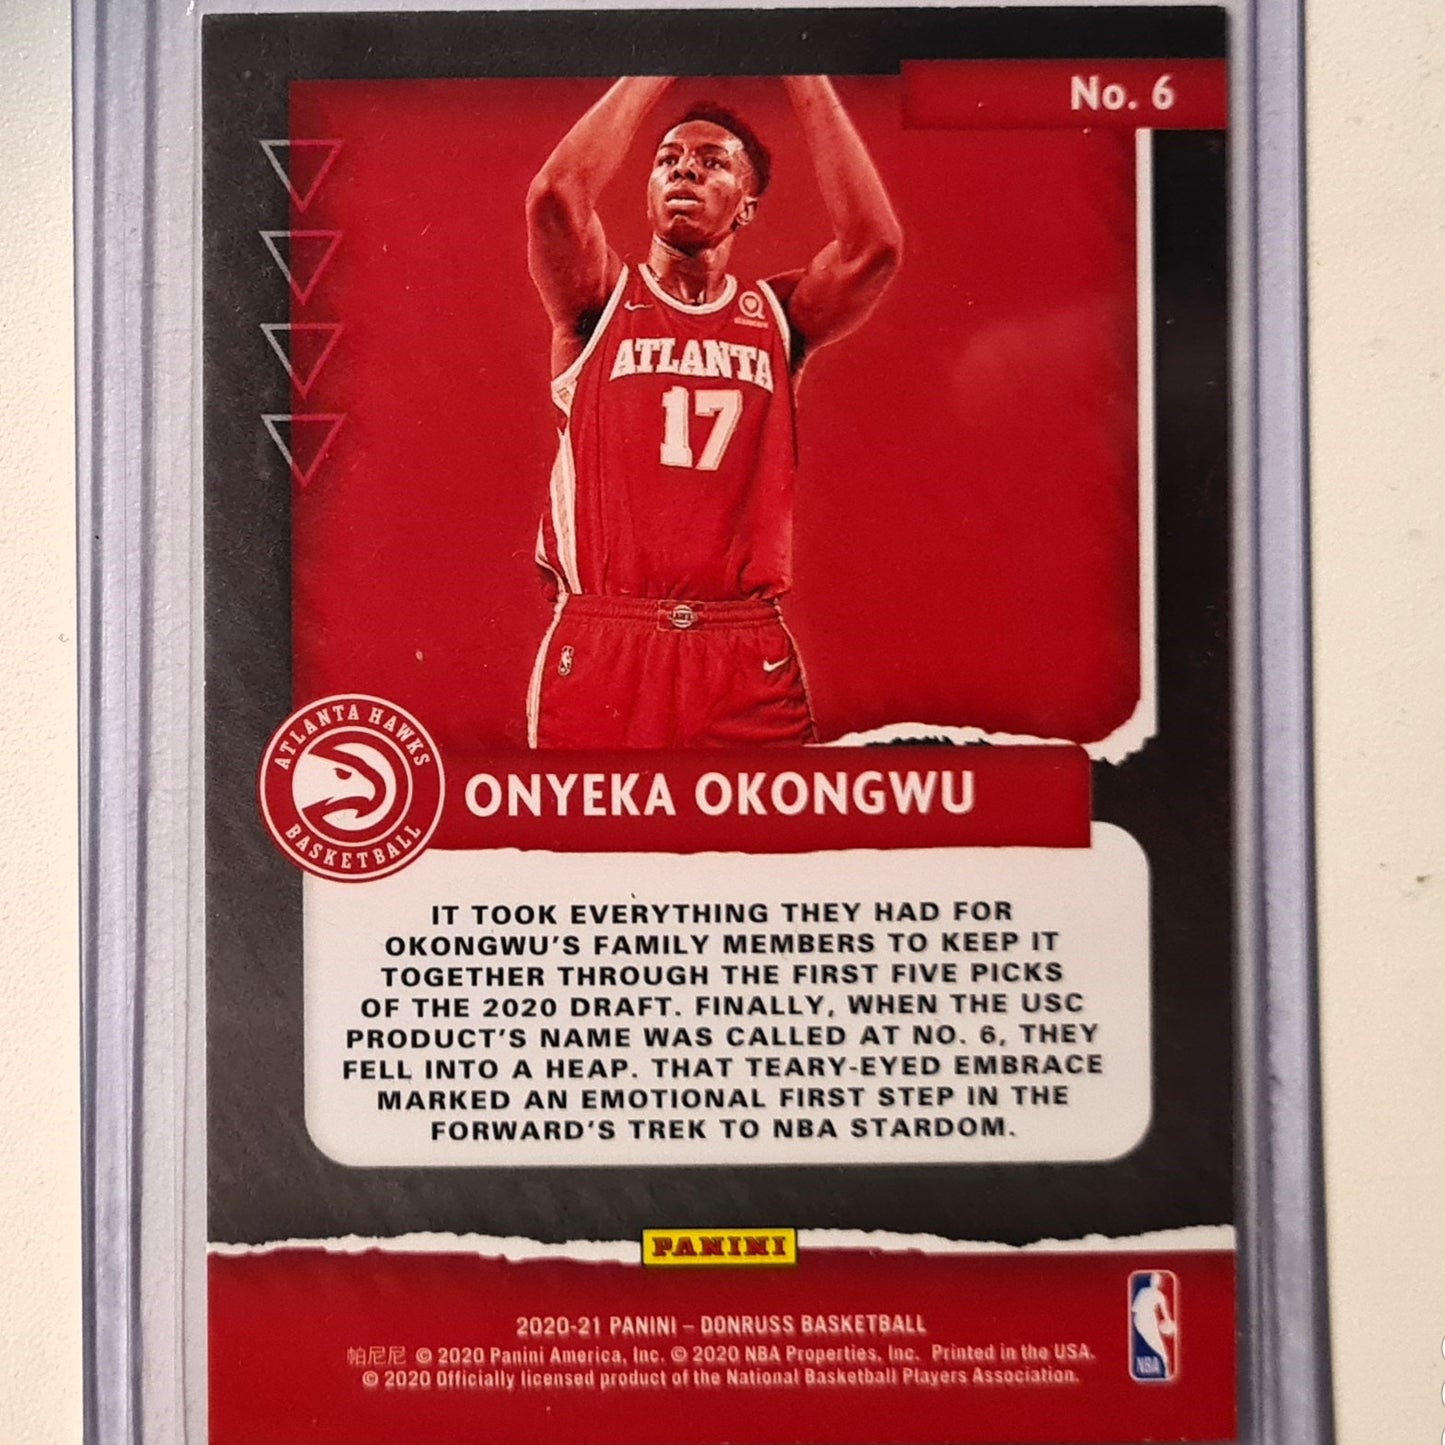 No. 6
ATLANTA
17
ATLANTA HAWKS
BASKETBALL
ONYEKA OKONGWU
IT TOOK EVERYTHING THEY HAD FOR
OKONGWU'S FAMILY MEMBERS TO KEEP IT
TOGETHER THROUGH THE FIRST FIVE PICKS
OF THE 2020 DRAFT. FINALLY, WHEN THE USC
PRODUCT'S NAME WAS CALLED AT NO. 6, THEY
FELL INTO A HEAP. THAT TEARY-EYED EMBRACE
MARKED AN EMOTIONAL FIRST STEP IN THE
FORWARD'S TREK TO NBA STARDOM.
PANINI
2020-21 PANINI – DONRUSS BASKETBALL
帕尼尼 © 2020 Panini America, Inc. © 2020 NBA Properties, Inc. Printed in the USA.
© 2020 Officially licensed product of the National Basketball Players Association.
NBA